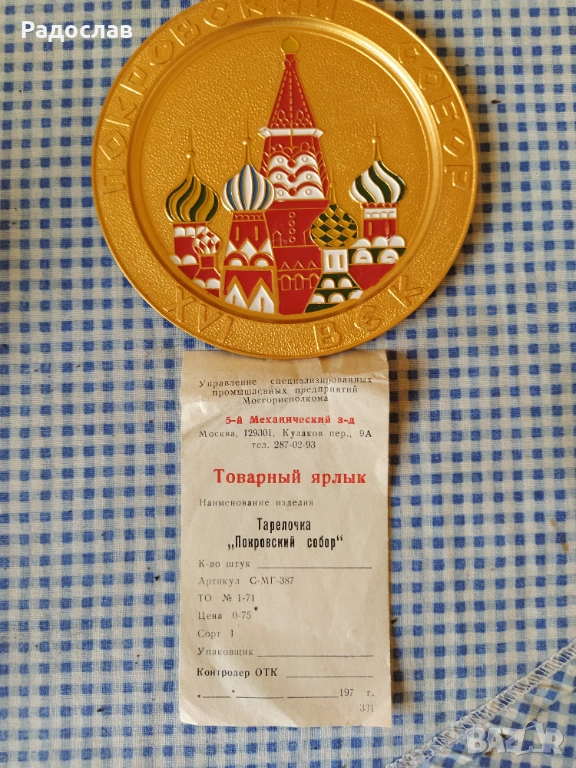 Радослав
ПОКРОВСКИЙ СОБОР
XVI ВЕК
Управление специализированных
промышленных предприятий
Мосгорисполкома
5-й Механический з-д
Москва, 129301, Кулаков пер., 9А
тел. 287-02-93
Товарный ярлык
Наименование изделия
Тарелочка
„Покровский собор"
К-во штук
Артикул С-МГ-387
ТО № 1-71
Цена 0-75*
Сорт 1
Упаковщик
Контролер ОТК
„ " 197 г.
331
BAZAR